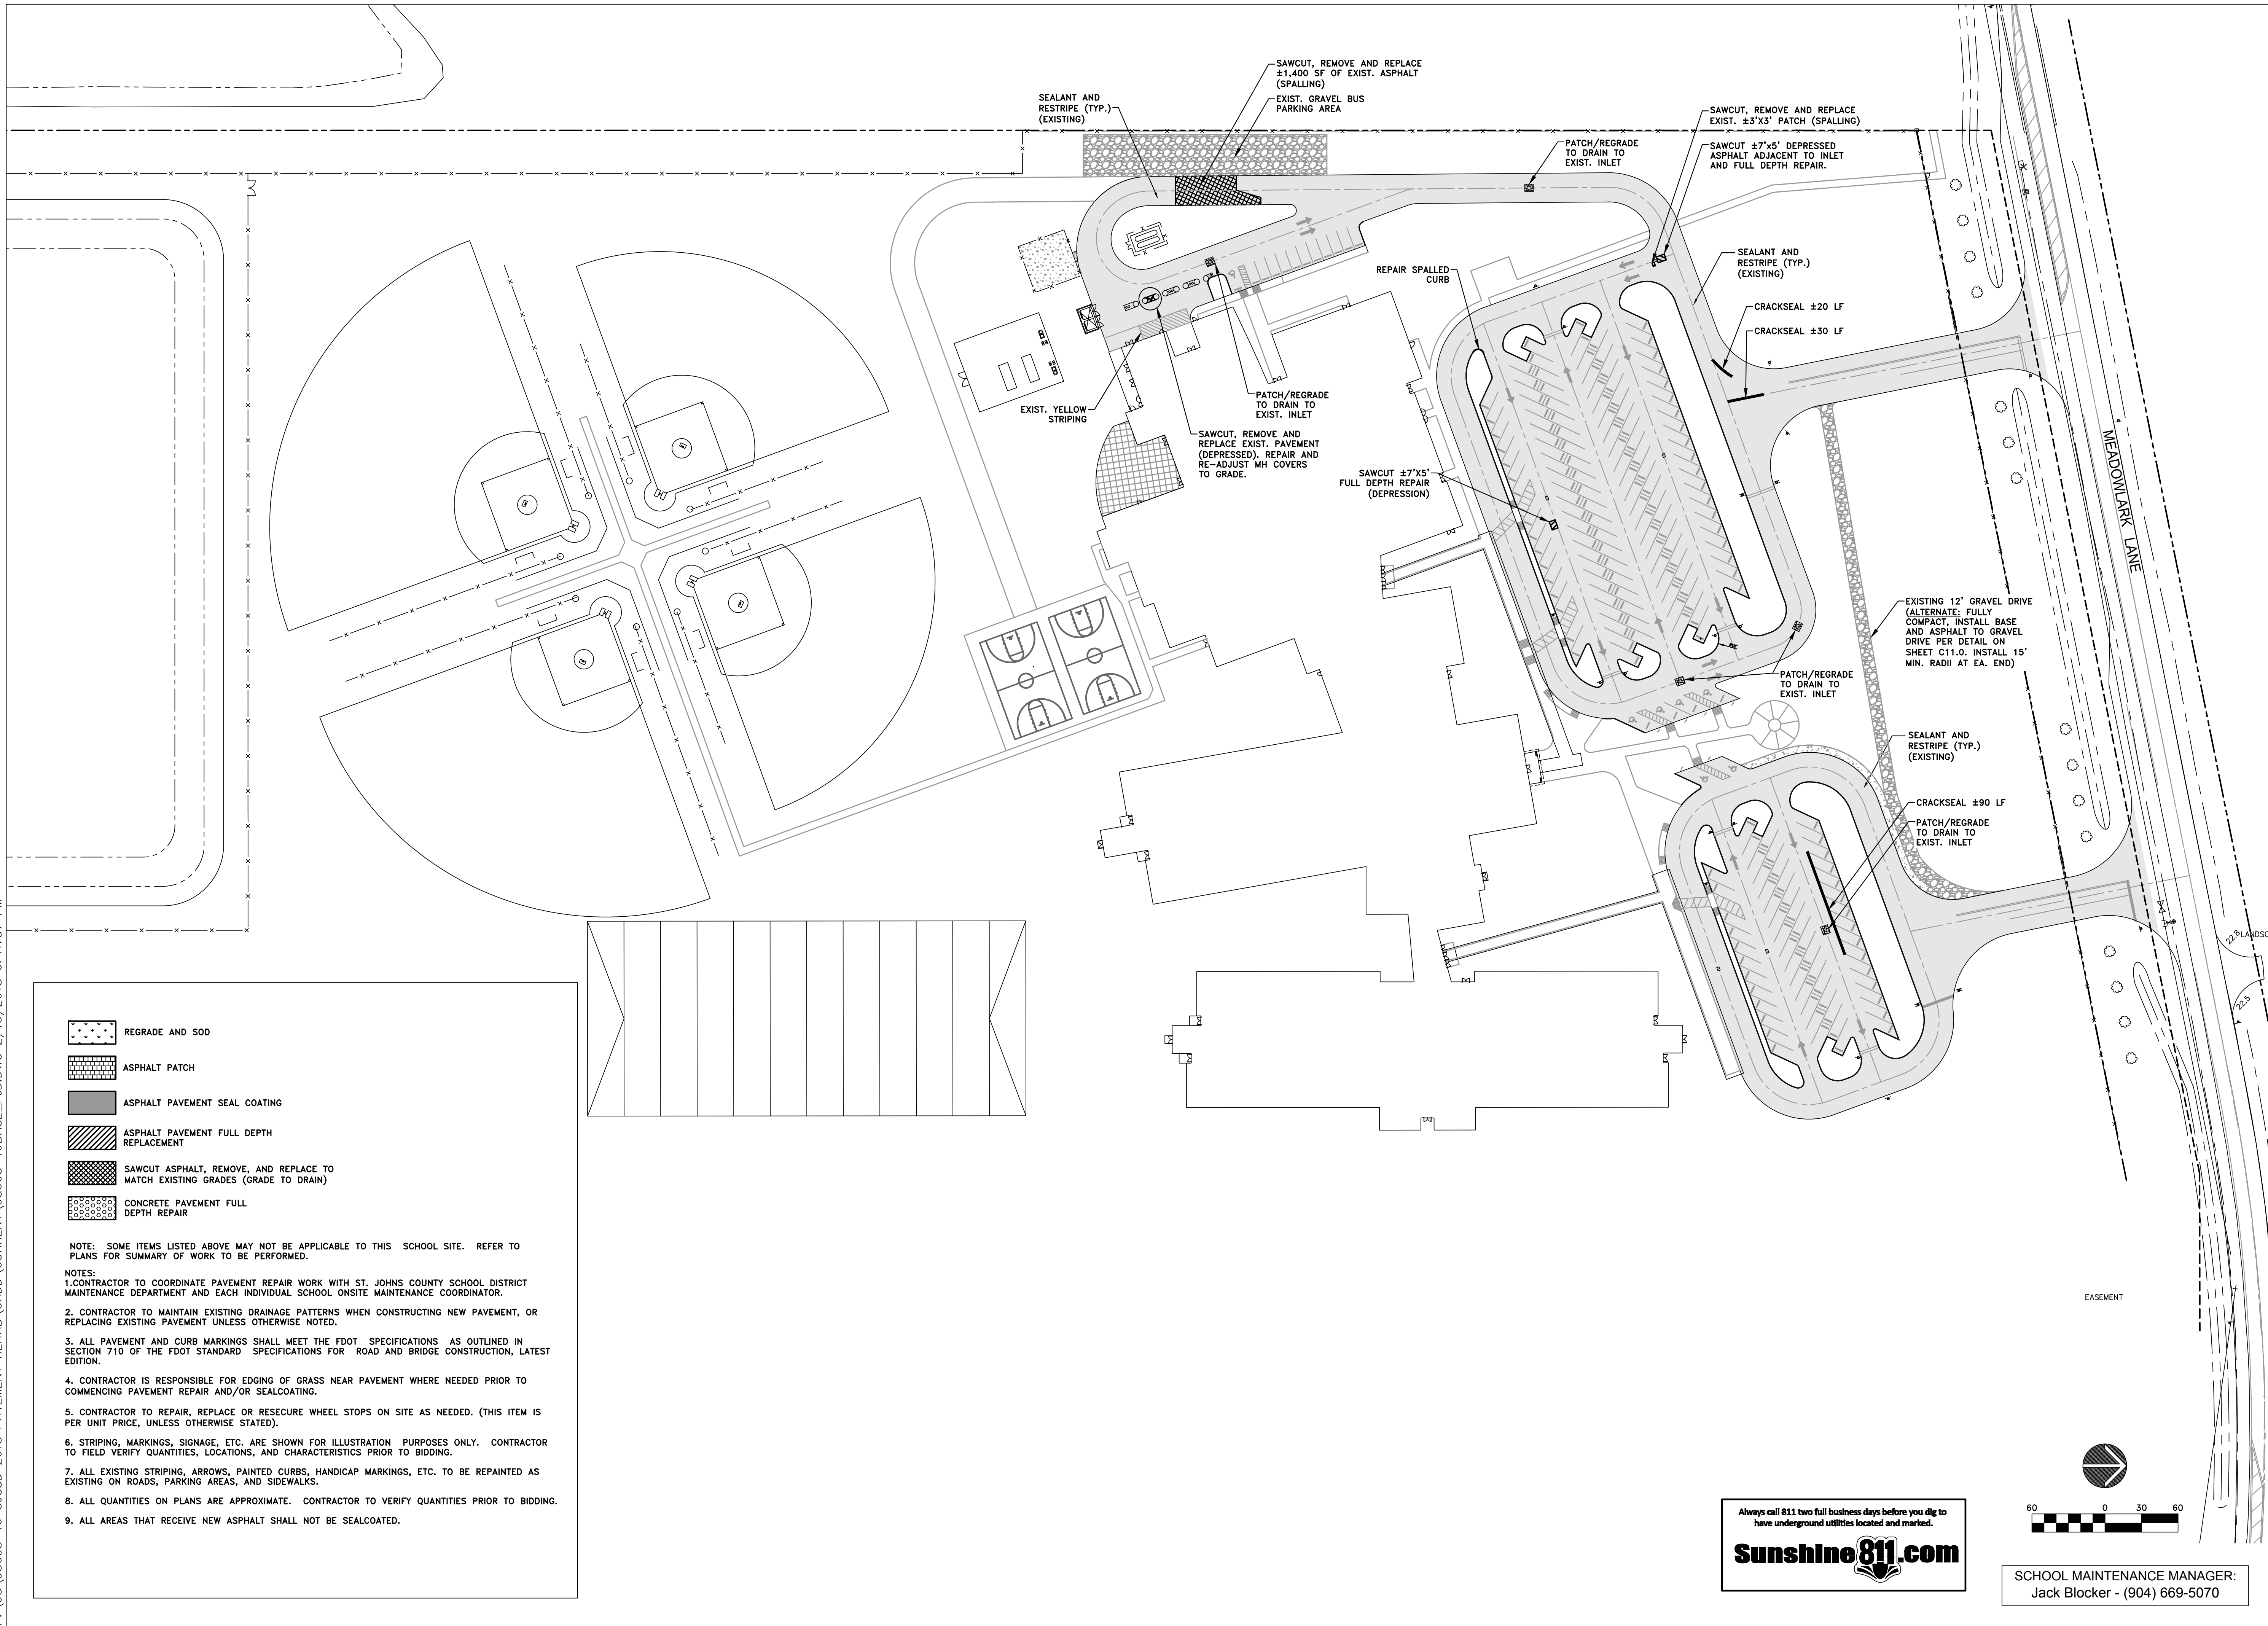 SAWCUT, REMOVE AND REPLACE
±1,400 SF OF EXIST. ASPHALT
(SPALLING)
EXIST. GRAVEL BUS
PARKING AREA
SEALANT AND
RESTRIPE (TYP.)
(EXISTING)
SAWCUT, REMOVE AND REPLACE
EXIST. ±3'X3' PATCH (SPALLING)
PATCH/REGRADE
TO DRAIN TO
EXIST. INLET
SAWCUT ±7'x5' DEPRESSED
ASPHALT ADJACENT TO INLET
AND FULL DEPTH REPAIR.
SEALANT AND
RESTRIPE (TYP.)
(EXISTING)
REPAIR SPALLED
CURB
CRACKSEAL ±20 LF
CRACKSEAL ±30 LF
EXIST. YELLOW
STRIPING
PATCH/REGRADE
TO DRAIN TO
EXIST. INLET
SAWCUT, REMOVE AND
REPLACE EXIST. PAVEMENT
(DEPRESSED). REPAIR AND
RE-ADJUST MH COVERS
TO GRADE.
SAWCUT ±7'X5'
FULL DEPTH REPAIR
(DEPRESSION)
MEADOWLARK LANE
EXISTING 12' GRAVEL DRIVE
(ALTERNATE: FULLY
COMPACT, INSTALL BASE
AND ASPHALT TO GRAVEL
DRIVE PER DETAIL ON
SHEET C11.0. INSTALL 15'
MIN. RADII AT EA. END)
PATCH/REGRADE
TO DRAIN TO
EXIST. INLET
SEALANT AND
RESTRIPE (TYP.)
(EXISTING)
CRACKSEAL ±90 LF
PATCH/REGRADE
TO DRAIN TO
EXIST. INLET
22.8
22.5
REGRADE AND SOD
ASPHALT PATCH
ASPHALT PAVEMENT SEAL COATING
ASPHALT PAVEMENT FULL DEPTH
REPLACEMENT
SAWCUT ASPHALT, REMOVE, AND REPLACE TO
MATCH EXISTING GRADES (GRADE TO DRAIN)
CONCRETE PAVEMENT FULL
DEPTH REPAIR
NOTE: SOME ITEMS LISTED ABOVE MAY NOT BE APPLICABLE TO THIS SCHOOL SITE. REFER TO
PLANS FOR SUMMARY OF WORK TO BE PERFORMED.
NOTES:
1.CONTRACTOR TO COORDINATE PAVEMENT REPAIR WORK WITH ST. JOHNS COUNTY SCHOOL DISTRICT
MAINTENANCE DEPARTMENT AND EACH INDIVIDUAL SCHOOL ONSITE MAINTENANCE COORDINATOR.
2. CONTRACTOR TO MAINTAIN EXISTING DRAINAGE PATTERNS WHEN CONSTRUCTING NEW PAVEMENT, OR
REPLACING EXISTING PAVEMENT UNLESS OTHERWISE NOTED.
3. ALL PAVEMENT AND CURB MARKINGS SHALL MEET THE FDOT SPECIFICATIONS AS OUTLINED IN
SECTION 710 OF THE FDOT STANDARD SPECIFICATIONS FOR ROAD AND BRIDGE CONSTRUCTION, LATEST
EDITION.
4. CONTRACTOR IS RESPONSIBLE FOR EDGING OF GRASS NEAR PAVEMENT WHERE NEEDED PRIOR TO
COMMENCING PAVEMENT REPAIR AND/OR SEALCOATING.
5. CONTRACTOR TO REPAIR, REPLACE OR RESECURE WHEEL STOPS ON SITE AS NEEDED. (THIS ITEM IS
PER UNIT PRICE, UNLESS OTHERWISE STATED).
6. STRIPING, MARKINGS, SIGNAGE, ETC. ARE SHOWN FOR ILLUSTRATION PURPOSES ONLY. CONTRACTOR
TO FIELD VERIFY QUANTITIES, LOCATIONS, AND CHARACTERISTICS PRIOR TO BIDDING.
7. ALL EXISTING STRIPING, ARROWS, PAINTED CURBS, HANDICAP MARKINGS, ETC. TO BE REPAINTED AS
EXISTING ON ROADS, PARKING AREAS, AND SIDEWALKS.
8. ALL QUANTITIES ON PLANS ARE APPROXIMATE. CONTRACTOR TO VERIFY QUANTITIES PRIOR TO BIDDING.
9. ALL AREAS THAT RECEIVE NEW ASPHALT SHALL NOT BE SEALCOATED.
EASEMENT
60 0 30 60
Always call 811 two full business days before you dig to
have underground utilities located and marked.
Sunshine811.com
SCHOOL MAINTENANCE MANAGER:
Jack Blocker - (904) 669-5070